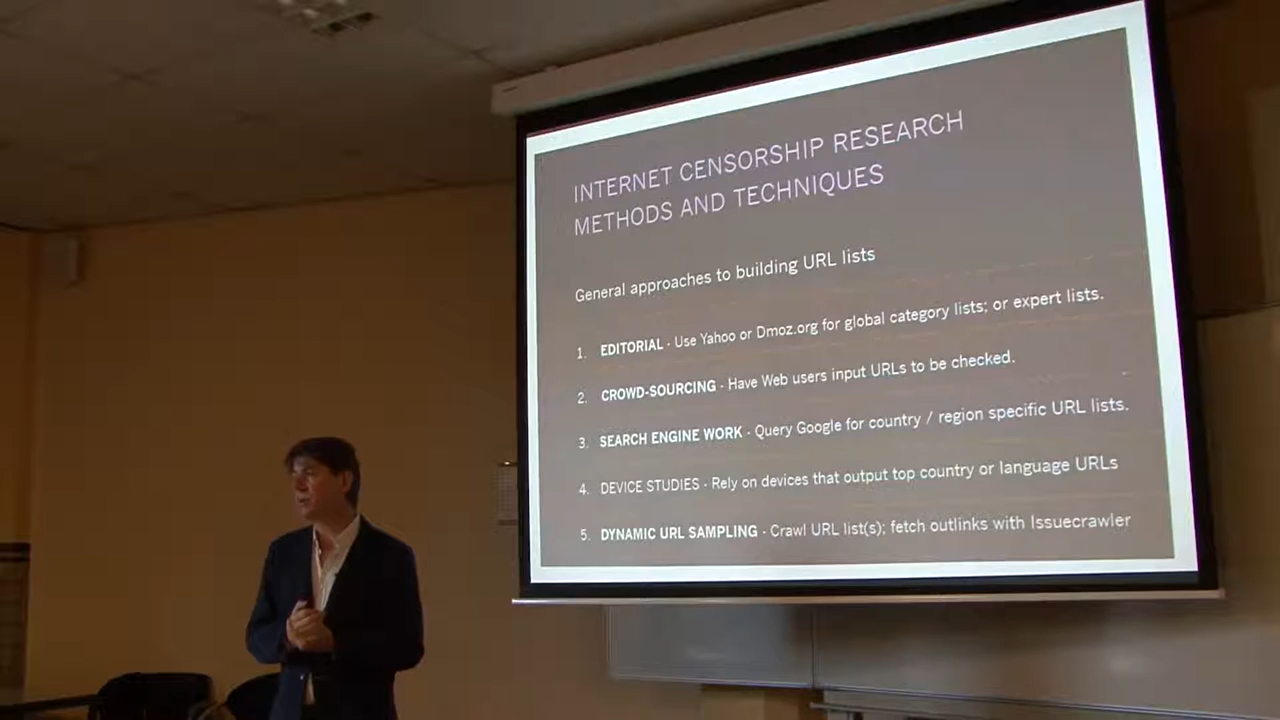 INTERNET CENSORSHIP RESEARCH
METHODS AND TECHNIQUES
General approaches to building URL lists
1. EDITORIAL - Use Yahoo or Dmoz.org for global category lists; or expert lists.
2. CROWD-SOURCING - Have Web users input URLs to be checked.
3. SEARCH ENGINE WORK - Query Google for country / region specific URL lists.
4. DEVICE STUDIES - Rely on devices that output top country or language URLs
5. DYNAMIC URL SAMPLING - Crawl URL list(s); fetch outlinks with Issuecrawler